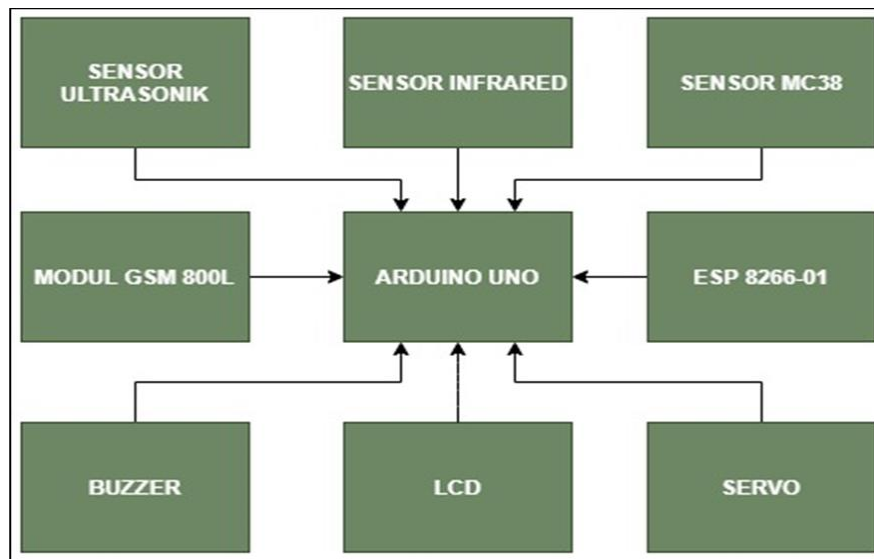 SENSOR
ULTRASONIK
SENSOR INFRARED
SENSOR MC38
MODUL GSM 800L
ARDUINO UNO
ESP 8266-01
BUZZER
LCD
SERVO